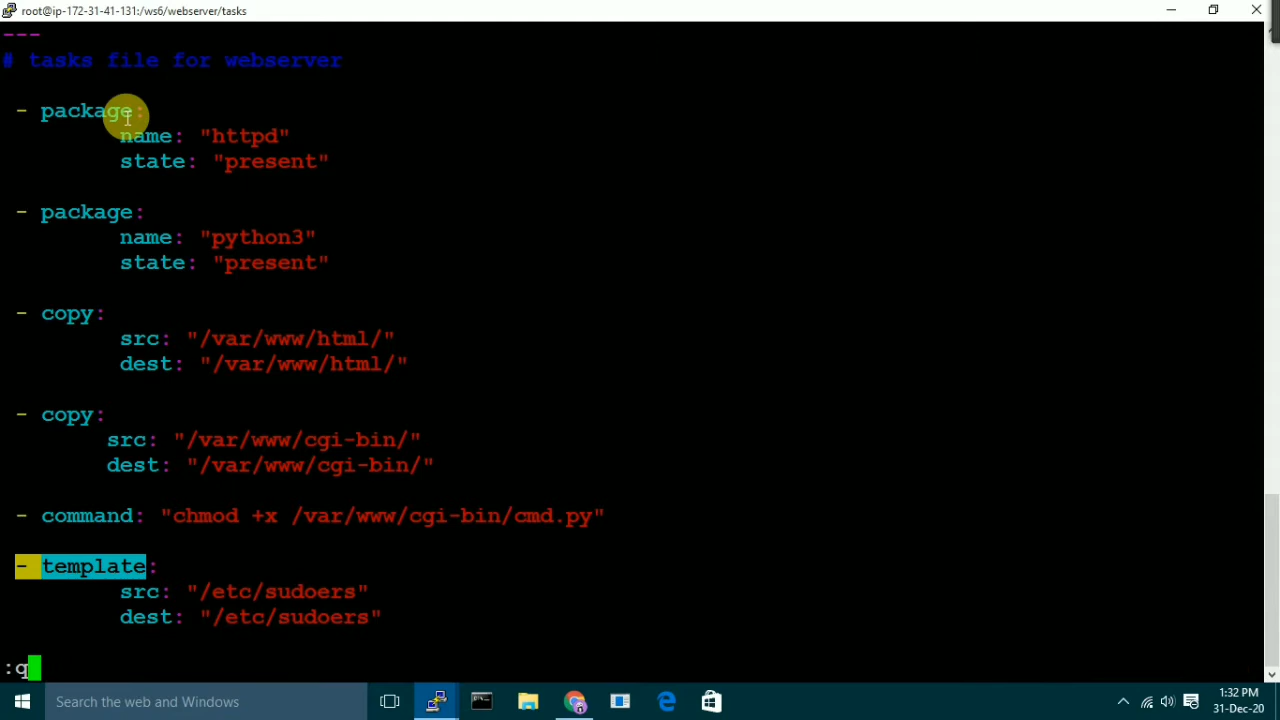 root@ip-172-31-41-131:/ws6/webserver/tasks
---
# tasks file for webserver
- package:
name: "httpd"
state: "present"
- package:
name: "python3"
state: "present"
- copy:
src: "/var/www/html/"
dest: "/var/www/html/"
- copy:
src: "/var/www/cgi-bin/"
dest: "/var/www/cgi-bin/"
- command: "chmod +x /var/www/cgi-bin/cmd.py"
- template:
src: "/etc/sudoers"
dest: "/etc/sudoers"
:q
Search the web and Windows
1:32 PM
31-Dec-20